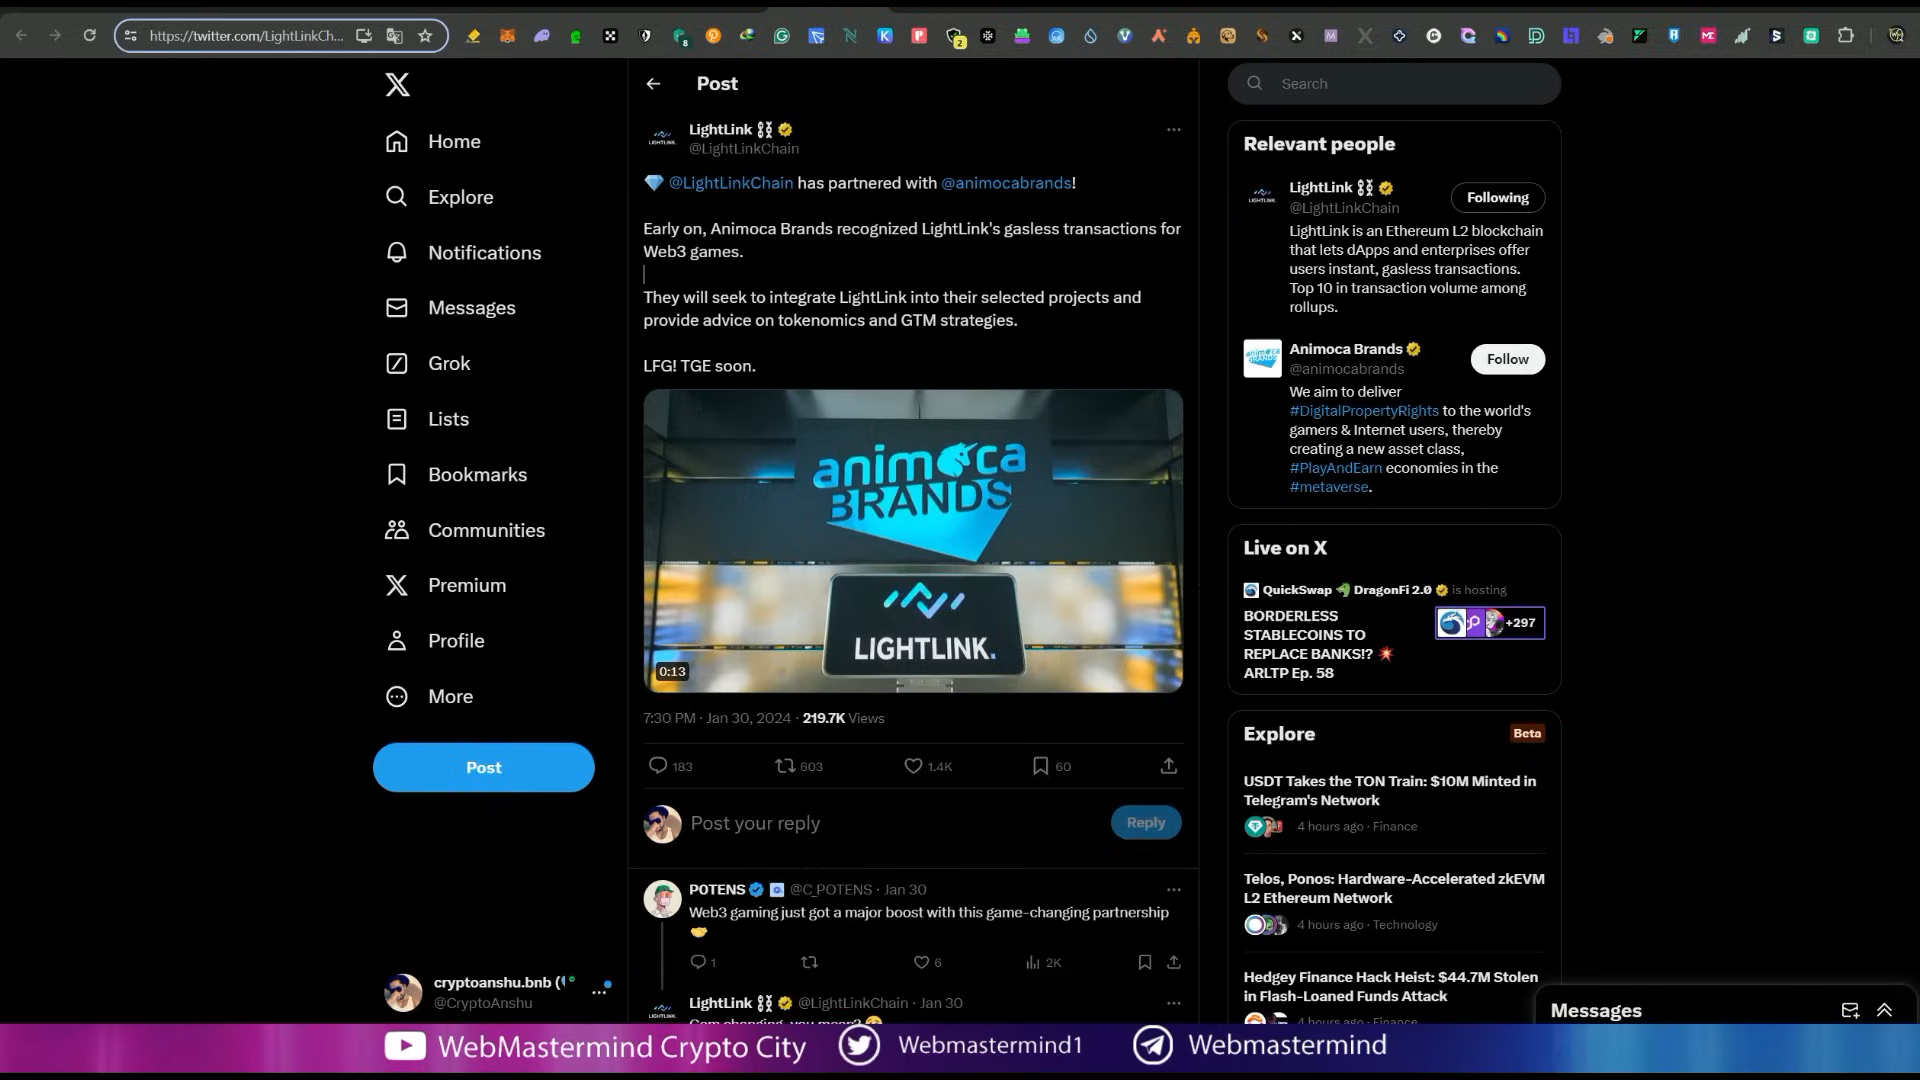 https://twitter.com/LightLinkCh...
Home
Explore
Notifications
Messages
Grok
Lists
Bookmarks
Communities
Premium
Profile
More
Post
cryptoanshu.bnb (
@CryptoAnshu
Post
LightLink ⛓⛓
@LightLinkChain
💎 @LightLinkChain has partnered with @animocabrands!
Early on, Animoca Brands recognized LightLink's gasless transactions for
Web3 games.
They will seek to integrate LightLink into their selected projects and
provide advice on tokenomics and GTM strategies.
LFG! TGE soon.
animoca
BRANDS
LIGHTLINK.
0:13
7:30 PM · Jan 30, 2024 · 219.7K Views
183 603 1.4K 60
Post your reply
Reply
POTENS @C_POTENS · Jan 30
Web3 gaming just got a major boost with this game-changing partnership
🤝
1 6 2K
LightLink ⛓⛓ @LightLinkChain · Jan 30
Search
Relevant people
LightLink ⛓⛓
@LightLinkChain
Following
LightLink is an Ethereum L2 blockchain
that lets dApps and enterprises offer
users instant, gasless transactions.
Top 10 in transaction volume among
rollups.
Animoca Brands
@animocabrands
Follow
We aim to deliver
#DigitalPropertyRights to the world's
gamers & Internet users, thereby
creating a new asset class,
#PlayAndEarn economies in the
#metaverse.
Live on X
QuickSwap 🐉 DragonFi 2.0 is hosting
BORDERLESS
STABLECOINS TO
REPLACE BANKS!? 💥
ARLTP Ep. 58
+297
Explore
Beta
USDT Takes the TON Train: $10M Minted in
Telegram's Network
4 hours ago · Finance
Telos, Ponos: Hardware-Accelerated zkEVM
L2 Ethereum Network
4 hours ago · Technology
Hedgey Finance Hack Heist: $44.7M Stolen
in Flash-Loaned Funds Attack
4 hours ago · Finance
Messages
WebMastermind Crypto City
Webmastermind1
Webmastermind